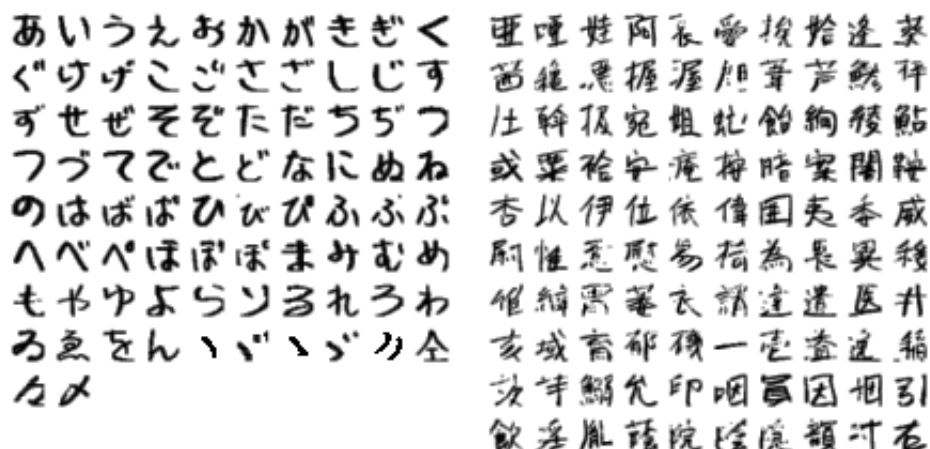 あいうえおかがきぎく
ぐけげこごさざしじす
ずせぜそぞただちぢつ
つづてでとどなにぬね
のはばぱひびぴふぶぷ
へべぺほぼぽまみむめ
もやゆよらりるれろわ
ゐゑをんヽヾゝゞ〃仝
々〆
亜唖娃阿哀愛挨姶逢葵
茜穐悪握渥旭葦芦鯵梓
圧斡扱宛姐虻飴絢綾鮎
或粟袷安庵按暗案闇鞍
杏以伊位依偉囲夷委威
尉惟意慰易椅為畏異移
維緯胃萎衣謂違遺医井
亥域育郁磯一壱溢逸稲
茨芋鰯允印咽員因姻引
飲淫胤蔭院陰隠韻吋右